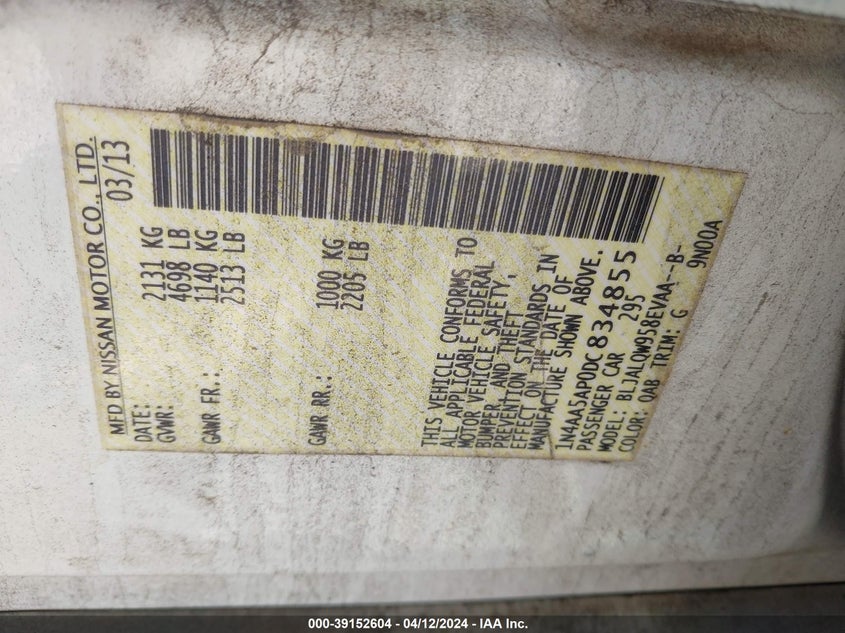 MFD BY NISSAN MOTOR CO., LTD.
DATE: 03/13
GVWR: 2131 KG
4698 LB
GAWR FR.: 1140 KG
2513 LB
GAWR RR.: 1000 KG
2205 LB
THIS VEHICLE CONFORMS TO
ALL APPLICABLE FEDERAL
MOTOR VEHICLE SAFETY,
BUMPER, AND THEFT
PREVENTION STANDARDS IN
EFFECT ON THE DATE OF
MANUFACTURE SHOWN ABOVE.
1N4AA5AP0DC834855
PASSENGER CAR 295
MODEL: BLJALQW958EVAA--B-
COLOR: QAB TRIM: G 9N00A
000-39152604 - 04/12/2024 - IAA Inc.